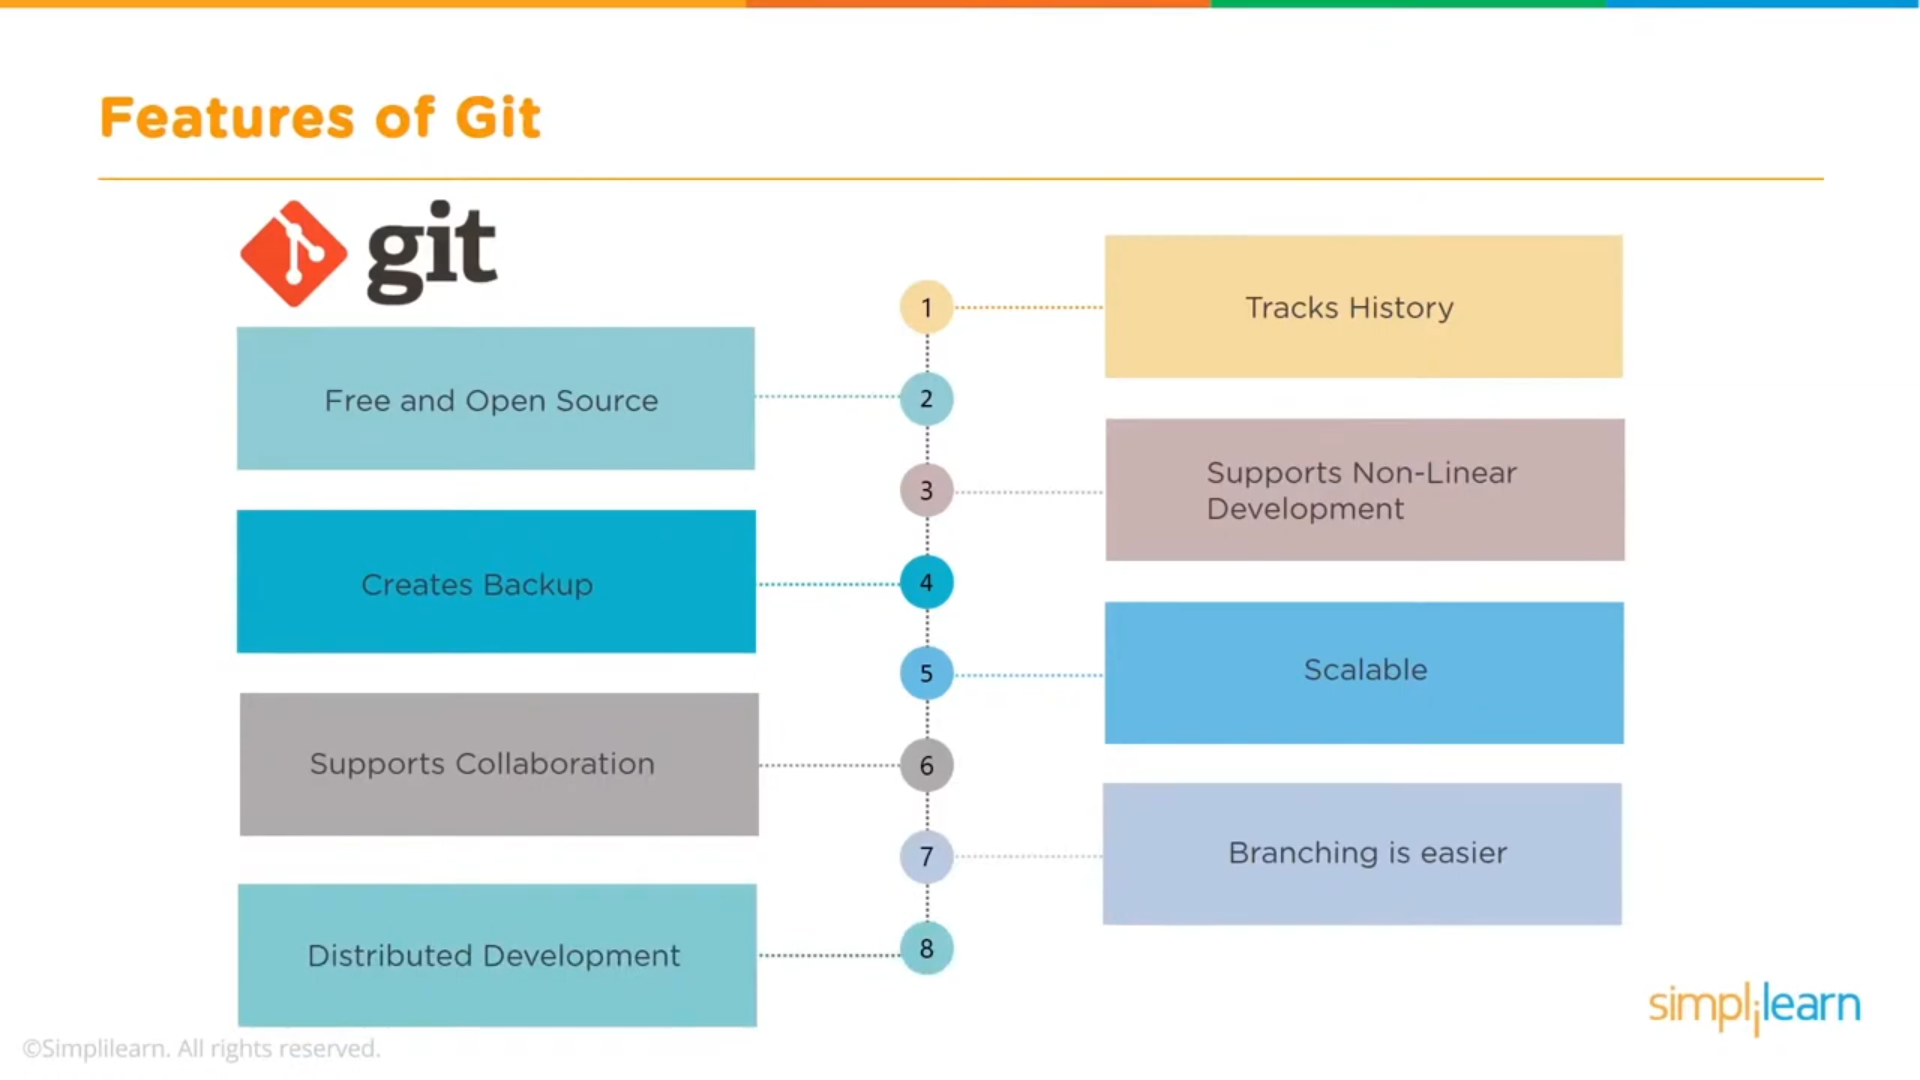 Features of Git
git
1
Tracks History
Free and Open Source
2
3
Supports Non-Linear
Development
Creates Backup
4
5
Scalable
Supports Collaboration
6
7
Branching is easier
Distributed Development
8
simplilearn
©Simplilearn. All rights reserved.